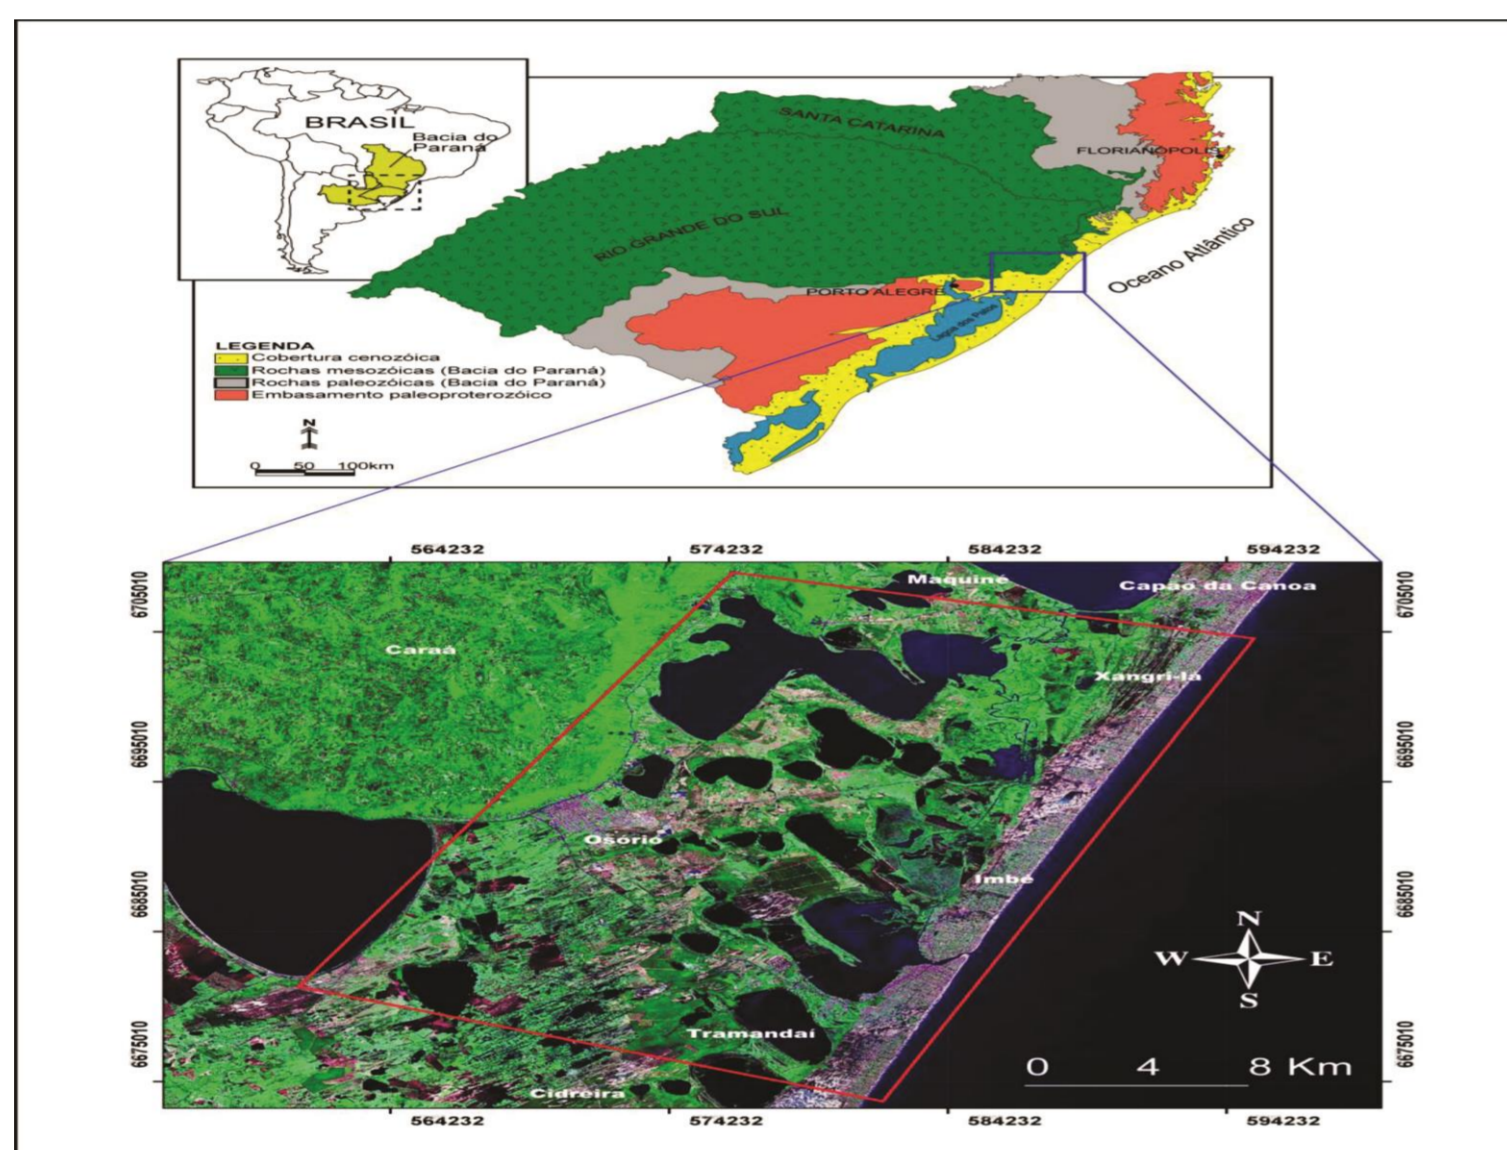 BRASIL
Bacia do
Paraná
SANTA CATARINA
FLORIANÓPOLIS
RIO GRANDE DO SUL
Oceano Atlântico
PORTO ALEGRE
Lagoa dos Patos
LEGENDA
Cobertura cenozóica
Rochas mesozóicas (Bacia do Paraná)
Rochas paleozóicas (Bacia do Paraná)
Embasamento paleoproterozóico
N
0 50 100km
564232 574232 584232 594232
6705010 6705010
Maquiné
Capão da Canoa
Caraá
Xangri-lá
6695010 6695010
Osório
Imbé
6685010 6685010
N
W E
S
Tramandaí
6675010 6675010
0 4 8 Km
Cidreira
564232 574232 584232 594232